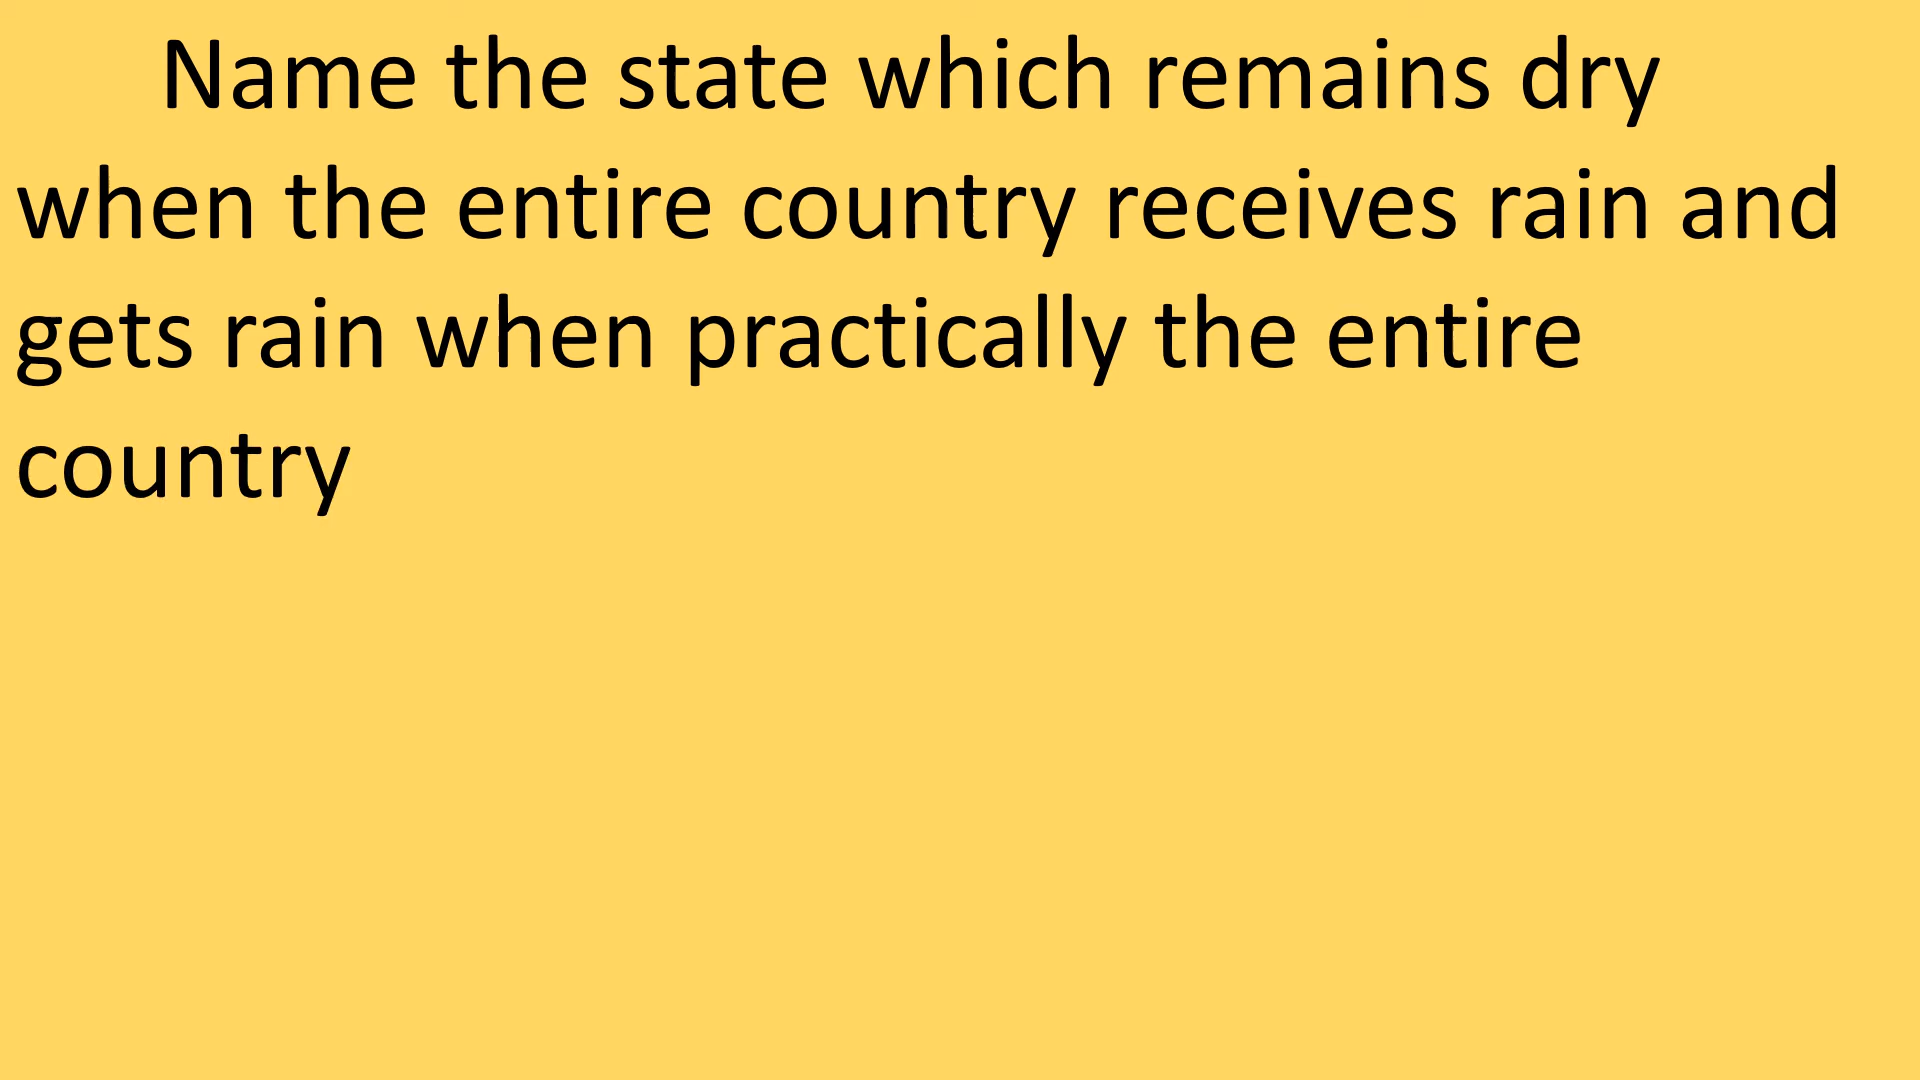 Name the state which remains dry
when the entire country receives rain and
gets rain when practically the entire
country